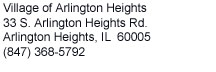 Village of Arlington Heights
33 S. Arlington Heights Rd.
Arlington Heights, IL  60005
(847) 368-5792